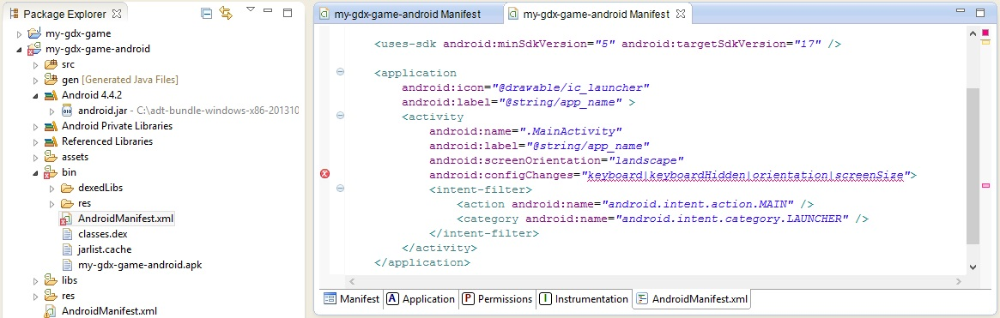 Package Explorer
my-gdx-game
my-gdx-game-android
src
gen [Generated Java Files]
Android 4.4.2
android.jar - C:\adt-bundle-windows-x86-201310
Android Private Libraries
Referenced Libraries
assets
bin
dexedLibs
res
AndroidManifest.xml
classes.dex
jarlist.cache
my-gdx-game-android.apk
libs
res
AndroidManifest.xml
my-gdx-game-android Manifest
my-gdx-game-android Manifest
<uses-sdk android:minSdkVersion="5" android:targetSdkVersion="17" />
<application
android:icon="@drawable/ic_launcher"
android:label="@string/app_name" >
<activity
android:name=".MainActivity"
android:label="@string/app_name"
android:screenOrientation="landscape"
android:configChanges="keyboard|keyboardHidden|orientation|screenSize">
<intent-filter>
<action android:name="android.intent.action.MAIN" />
<category android:name="android.intent.category.LAUNCHER" />
</intent-filter>
</activity>
</application>
Manifest A Application P Permissions I Instrumentation AndroidManifest.xml